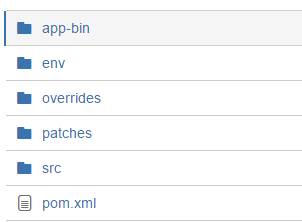 app-bin
env
overrides
patches
src
pom.xml